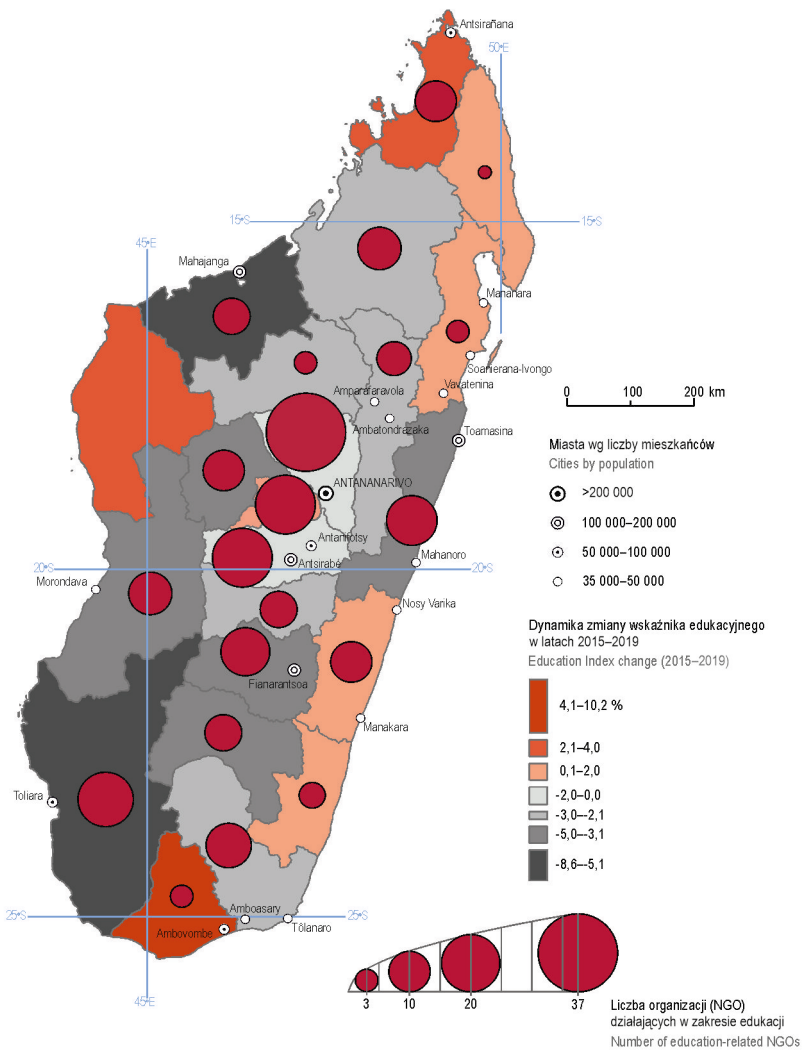 Antsirañana
50°E
15°S
15°S
45°E
Mahajanga
Mananara
Soanierana-Ivongo
Vavatenina
Amparafaravola
Ambatondrazaka
Toamasina
ANTANANARIVO
Antanifotsy
Antsirabé
Mahanoro
20°S
20°S
Morondava
Nosy Varika
Fianarantsoa
Manakara
Toliara
25°S
25°S
Amboasary
Tôlanaro
Ambovombe
45°E
0 100 200 km
Miasta wg liczby mieszkańców
Cities by population
>200 000
100 000–200 000
50 000–100 000
35 000–50 000
Dynamika zmiany wskaźnika edukacyjnego
w latach 2015–2019
Education Index change (2015–2019)
4,1–10,2 %
2,1–4,0
0,1–2,0
-2,0–0,0
-3,0–-2,1
-5,0–-3,1
-8,6–-5,1
3 10 20 37
Liczba organizacji (NGO)
działających w zakresie edukacji
Number of education-related NGOs